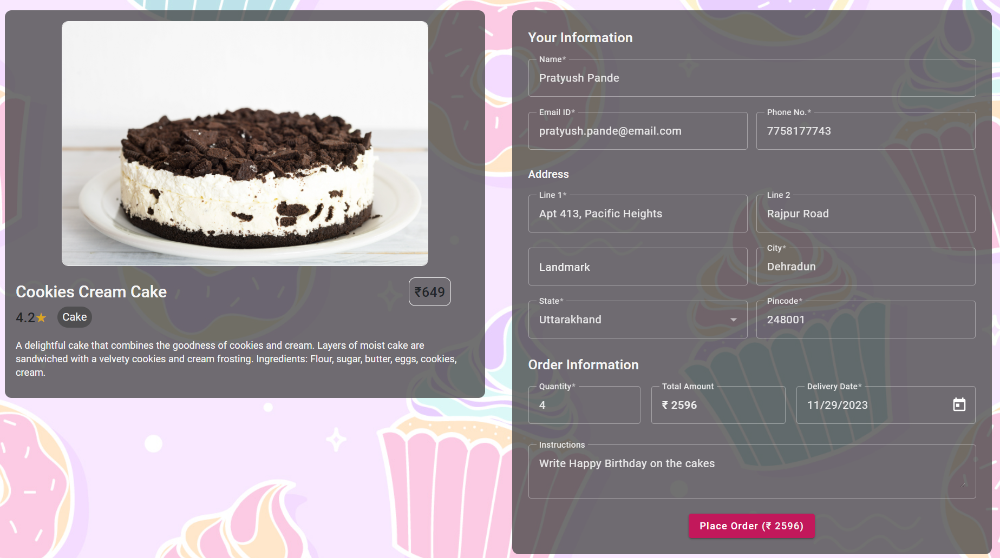 Cookies Cream Cake
₹649
4.2★
Cake
A delightful cake that combines the goodness of cookies and cream. Layers of moist cake are
sandwiched with a velvety cookies and cream frosting. Ingredients: Flour, sugar, butter, eggs, cookies,
cream.
Your Information
Name*
Pratyush Pande
Email ID*
pratyush.pande@email.com
Phone No.*
7758177743
Address
Line 1*
Apt 413, Pacific Heights
Line 2
Rajpur Road
Landmark
City*
Dehradun
State*
Uttarakhand
Pincode*
248001
Order Information
Quantity*
4
Total Amount
₹ 2596
Delivery Date*
11/29/2023
Instructions
Write Happy Birthday on the cakes
Place Order (₹ 2596)